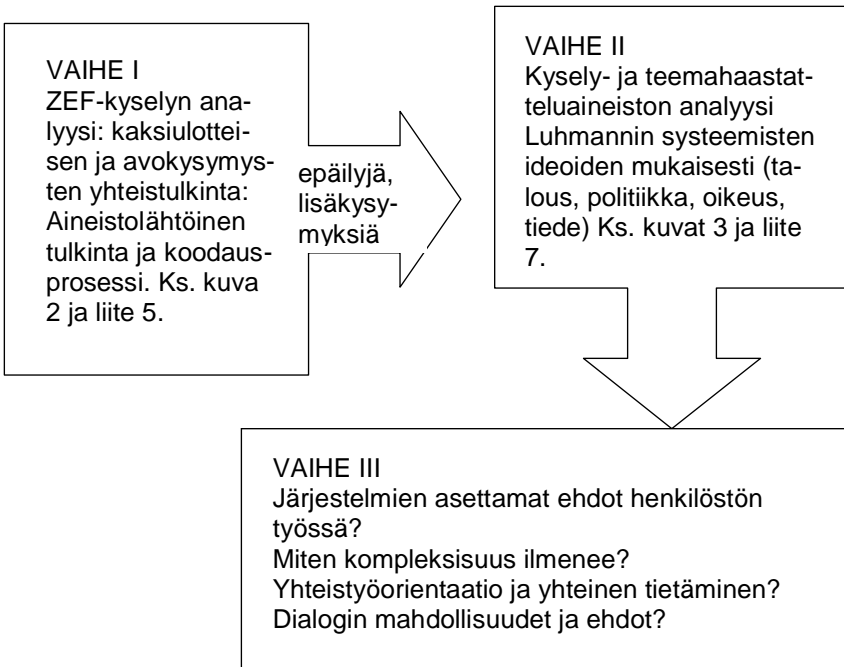 VAIHE I
ZEF-kyselyn ana-
lyysi: kaksiulottei-
sen ja avokysymys-
ten yhteistulkinta:
Aineistolähtöinen
tulkinta ja koodaus-
prosessi. Ks. kuva
2 ja liite 5.
epäilyjä,
lisäkysy-
myksiä
VAIHE II
Kysely- ja teemahaastat-
teluaineiston analyysi
Luhmannin systeemisten
ideoiden mukaisesti (ta-
lous, politiikka, oikeus,
tiede) Ks. kuvat 3 ja liite
7.
VAIHE III
Järjestelmien asettamat ehdot henkilöstön
työssä?
Miten kompleksisuus ilmenee?
Yhteistyöorientaatio ja yhteinen tietäminen?
Dialogin mahdollisuudet ja ehdot?